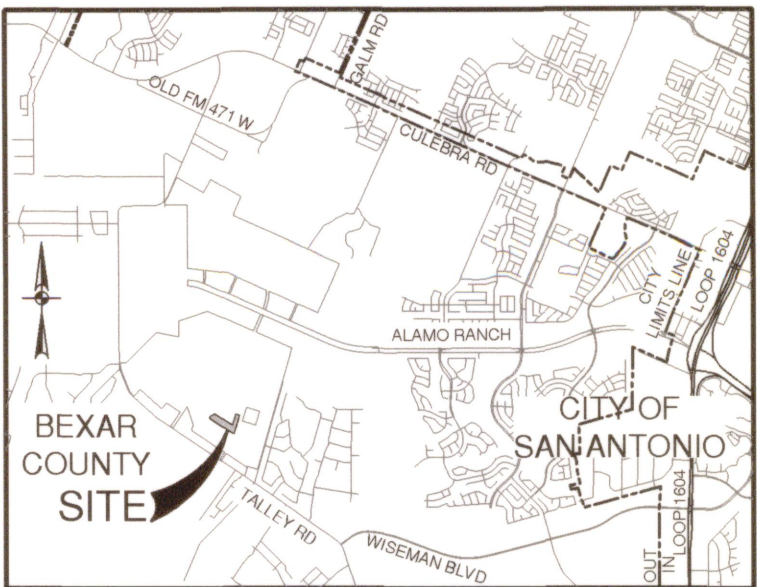 GALM RD
OLD FM 471 W
CULEBRA RD
CITY
LIMITS LINE
LOOP 1604
ALAMO RANCH
BEXAR
COUNTY
SITE
CITY OF
SAN ANTONIO
TALLEY RD
WISEMAN BLVD
OUT
IN
LOOP 1604